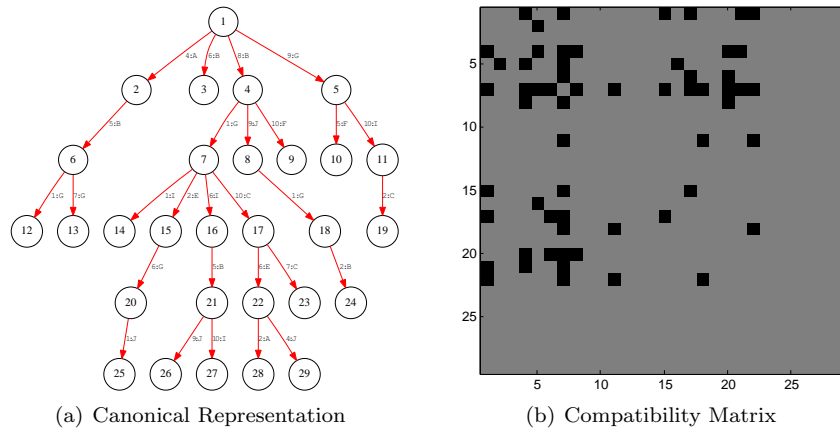 1
4:A 6:B 8:B 9:G
2 3 4 5
5:B 1:G 9:J 10:F 5:F 10:I
6 7 8 9 10 11
1:G 7:G 1:I 2:E 6:I 10:C 1:G 2:C
12 13 14 15 16 17 18 19
6:G 5:B 6:E 7:C 2:B
20 21 22 23 24
1:J 9:J 10:I 2:A 4:J
25 26 27 28 29
(a) Canonical Representation
5
10
15
20
25
5 10 15 20 25
(b) Compatibility Matrix